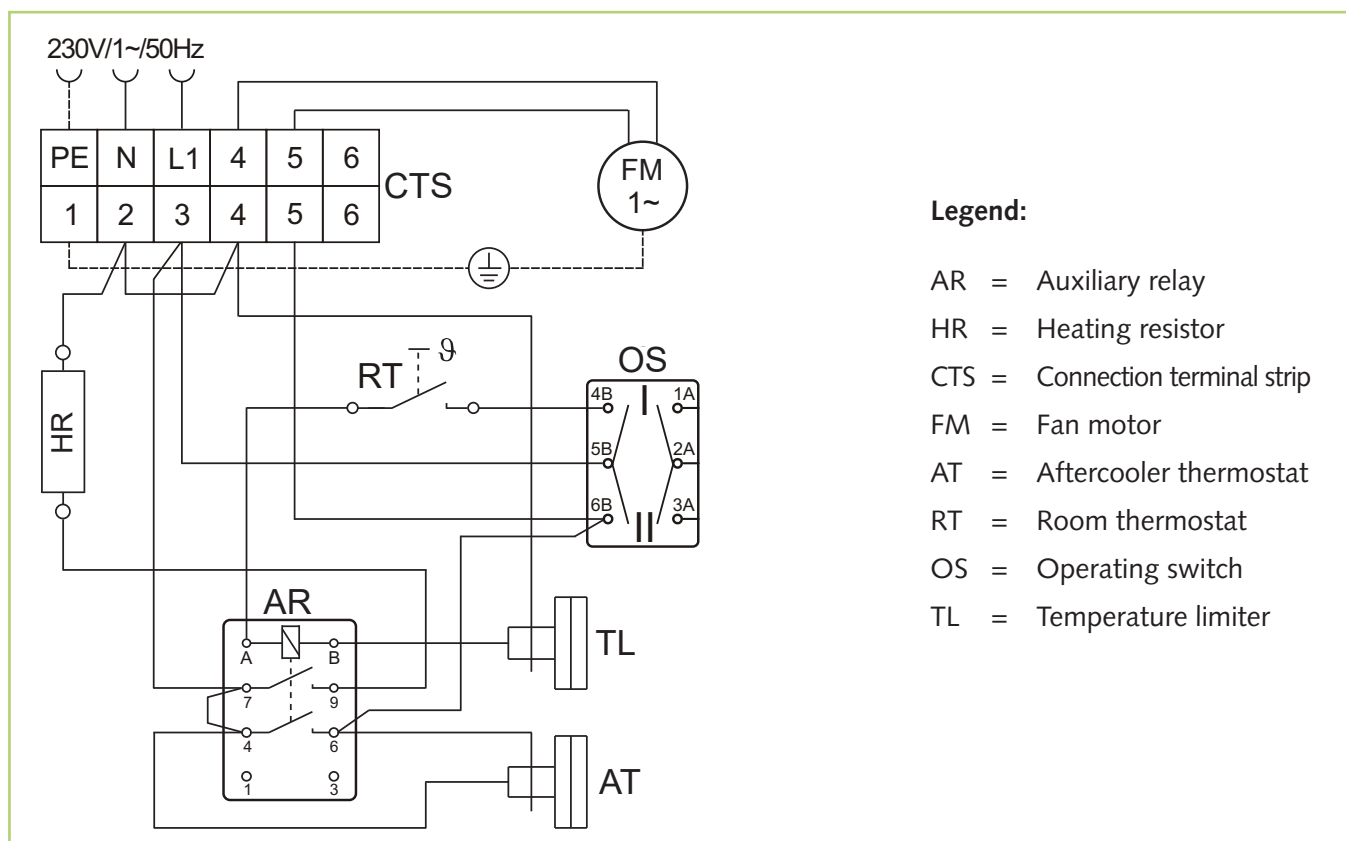 230V/1~/50Hz
PE N L1 4 5 6
1 2 3 4 5 6
CTS
FM
1~
RT
ϑ
HR
OS
4B I 1A
5B 2A
6B II 3A
AR
A B
7 9
4 6
1 3
TL
AT
Legend:
AR = Auxiliary relay
HR = Heating resistor
CTS = Connection terminal strip
FM = Fan motor
AT = Aftercooler thermostat
RT = Room thermostat
OS = Operating switch
TL = Temperature limiter